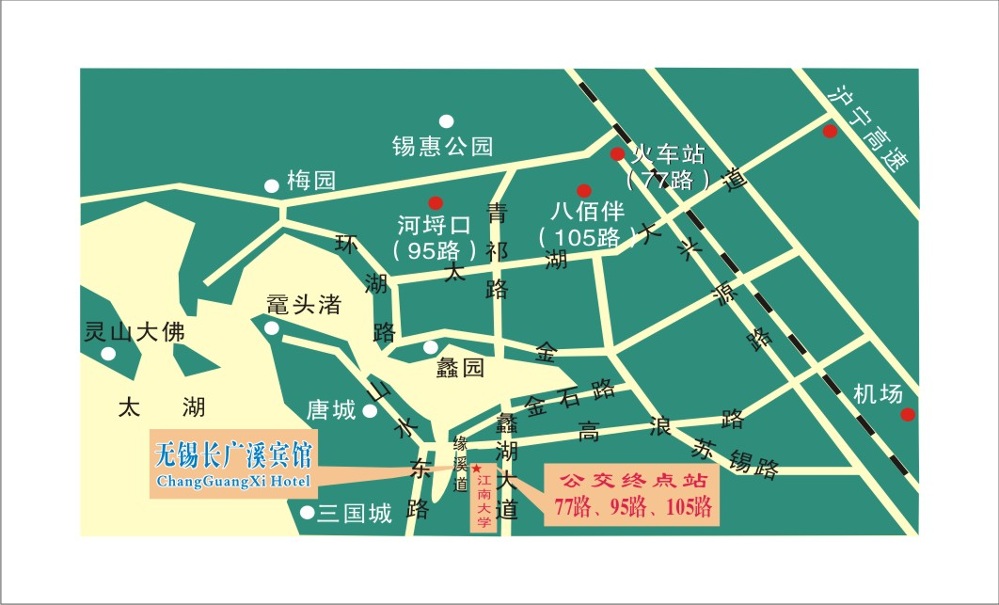 沪宁高速
锡惠公园
火车站
(77路)
梅园
八佰伴
(105路)
河埒口
(95路)
青祁路
环湖路
太湖大道
大兴路
金源
鼋头渚
灵山大佛
蠡园
太湖
唐城
山水东路
金石路
蠡湖大道
高浪路
苏锡路
机场
缘溪道
无锡长广溪宾馆
ChangGuangXi Hotel
★江南大学
公交终点站
77路、95路、105路
三国城